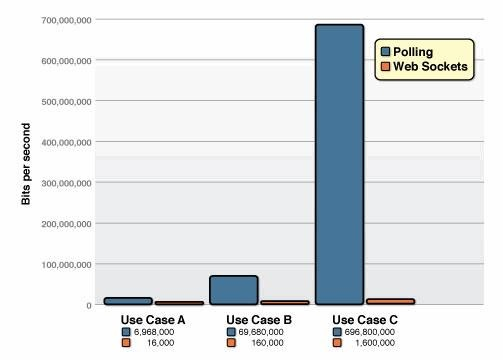 700,000,000
Polling
600,000,000
Web Sockets
500,000,000
400,000,000
Bits per second
300,000,000
200,000,000
100,000,000
0
Use Case A Use Case B Use Case C
6,968,000 69,680,000 696,800,000
16,000 160,000 1,600,000